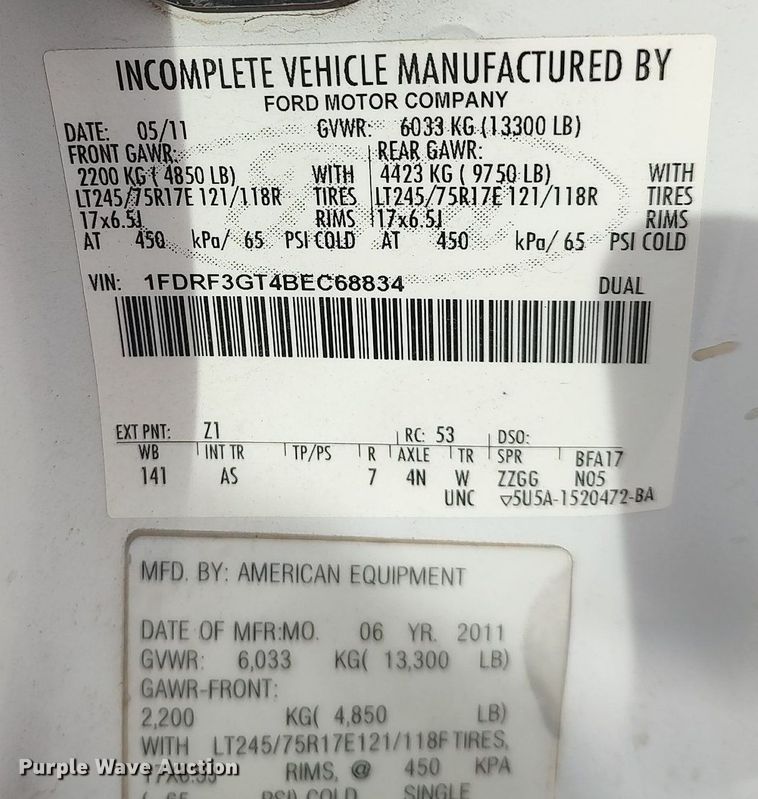 INCOMPLETE VEHICLE MANUFACTURED BY
FORD MOTOR COMPANY
DATE: 05/11 GVWR: 6033 KG (13300 LB)
FRONT GAWR: REAR GAWR:
2200 KG ( 4850 LB) WITH 4423 KG ( 9750 LB) WITH
LT245/75R17E 121/118R TIRES LT245/75R17E 121/118R TIRES
17x6.5J RIMS 17x6.5J RIMS
AT 450 kPa/ 65 PSI COLD AT 450 kPa/ 65 PSI COLD
VIN: 1FDRF3GT4BEC68834 DUAL
EXT PNT: Z1 RC: 53 DSO:
WB INT TR TP/PS R AXLE TR SPR BFA17
141 AS 7 4N W ZZGG N05
UNC ▽5U5A-1520472-BA
MFD. BY: AMERICAN EQUIPMENT
DATE OF MFR:MO. 06 YR. 2011
GVWR: 6,033 KG( 13,300 LB)
GAWR-FRONT:
2,200 KG( 4,850 LB)
WITH LT245/75R17E121/118F TIRES,
RIMS, @ 450 KPA
( 65 PSI) COLD SINGLE
Purple Wave Auction